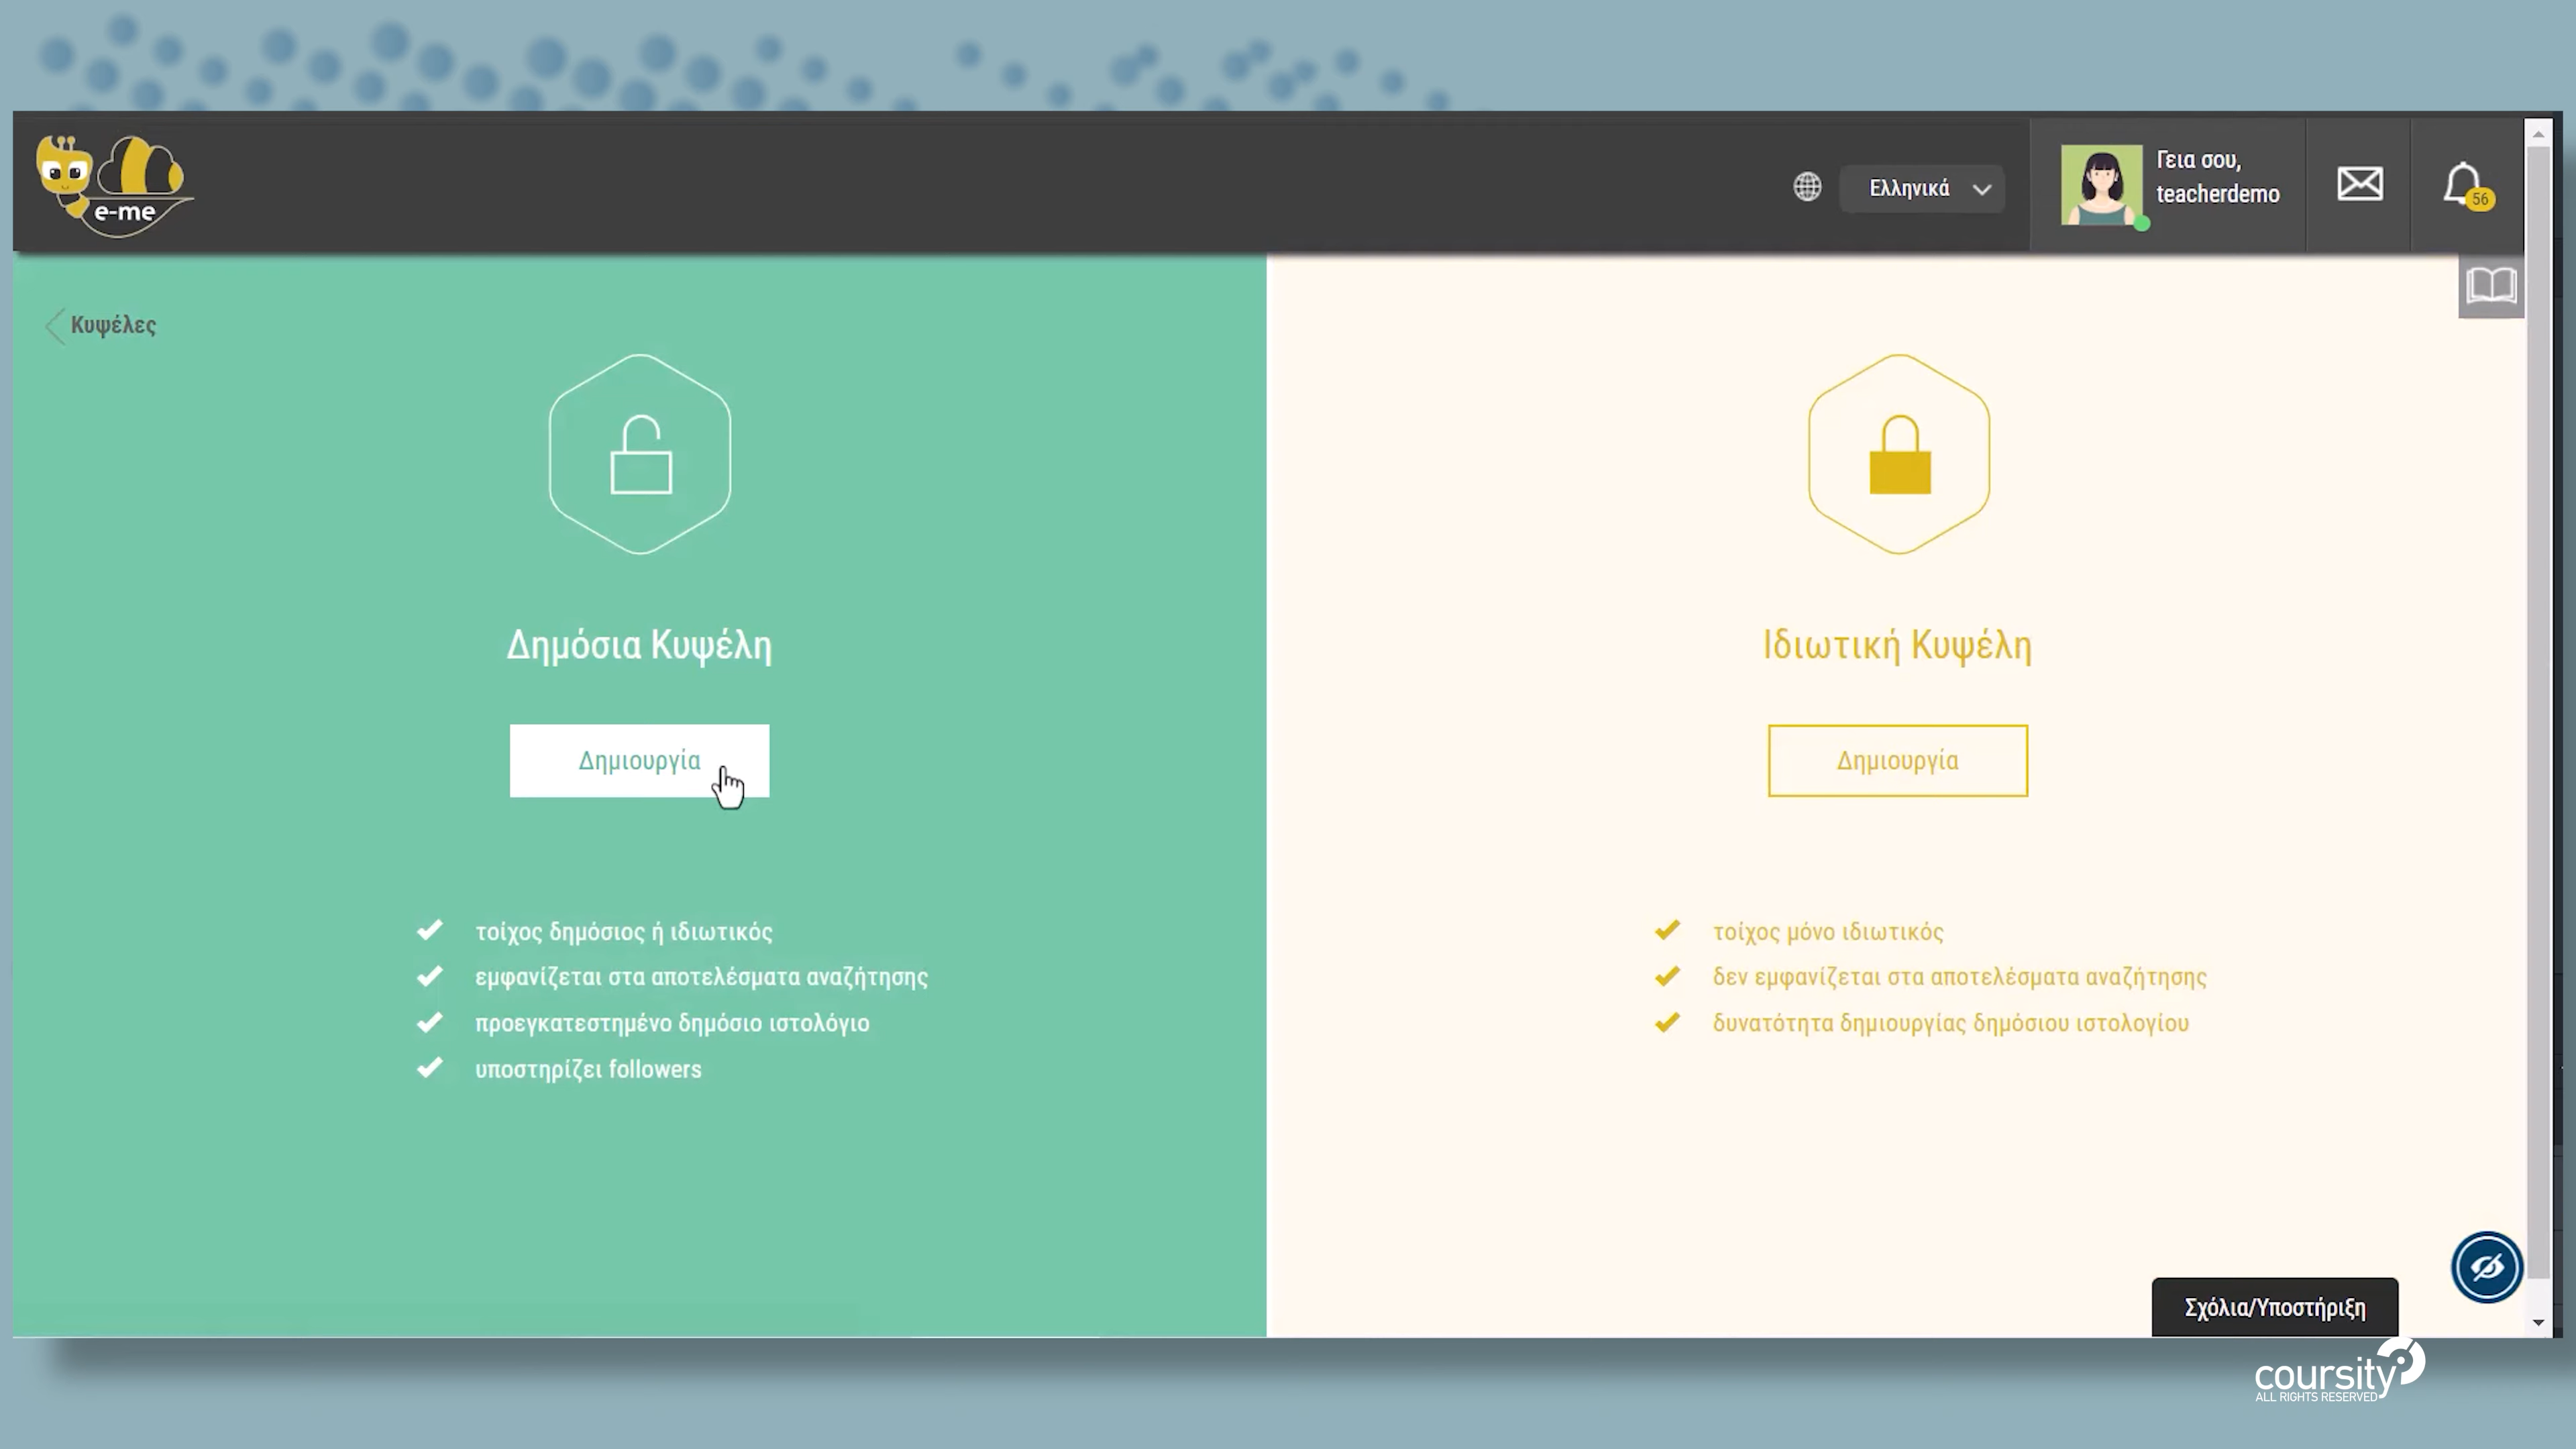 e-me
Ελληνικά
Γεια σου,
teacherdemo
56
Κυψέλες
Δημόσια Κυψέλη
Δημιουργία
τοίχος δημόσιος ή ιδιωτικός
εμφανίζεται στα αποτελέσματα αναζήτησης
προεγκατεστημένο δημόσιο ιστολόγιο
υποστηρίζει followers
Ιδιωτική Κυψέλη
Δημιουργία
τοίχος μόνο ιδιωτικός
δεν εμφανίζεται στα αποτελέσματα αναζήτησης
δυνατότητα δημιουργίας δημόσιου ιστολογίου
Σχόλια/Υποστήριξη
coursity
ALL RIGHTS RESERVED